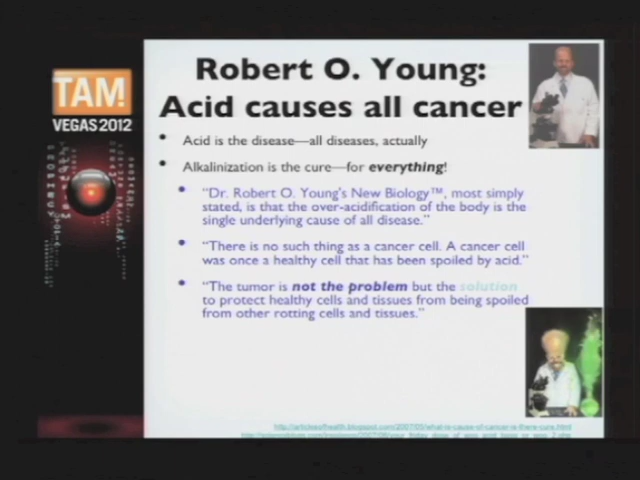 TAM!
VEGAS 2012
Robert O. Young:
Acid causes all cancer
• Acid is the disease—all diseases, actually
• Alkalinization is the cure—for everything!
• “Dr. Robert O. Young's New Biology™, most simply
stated, is that the over-acidification of the body is the
single underlying cause of all disease.”
• “There is no such thing as a cancer cell. A cancer cell
was once a healthy cell that has been spoiled by acid.”
• “The tumor is not the problem but the solution
to protect healthy cells and tissues from being spoiled
from other rotting cells and tissues.”